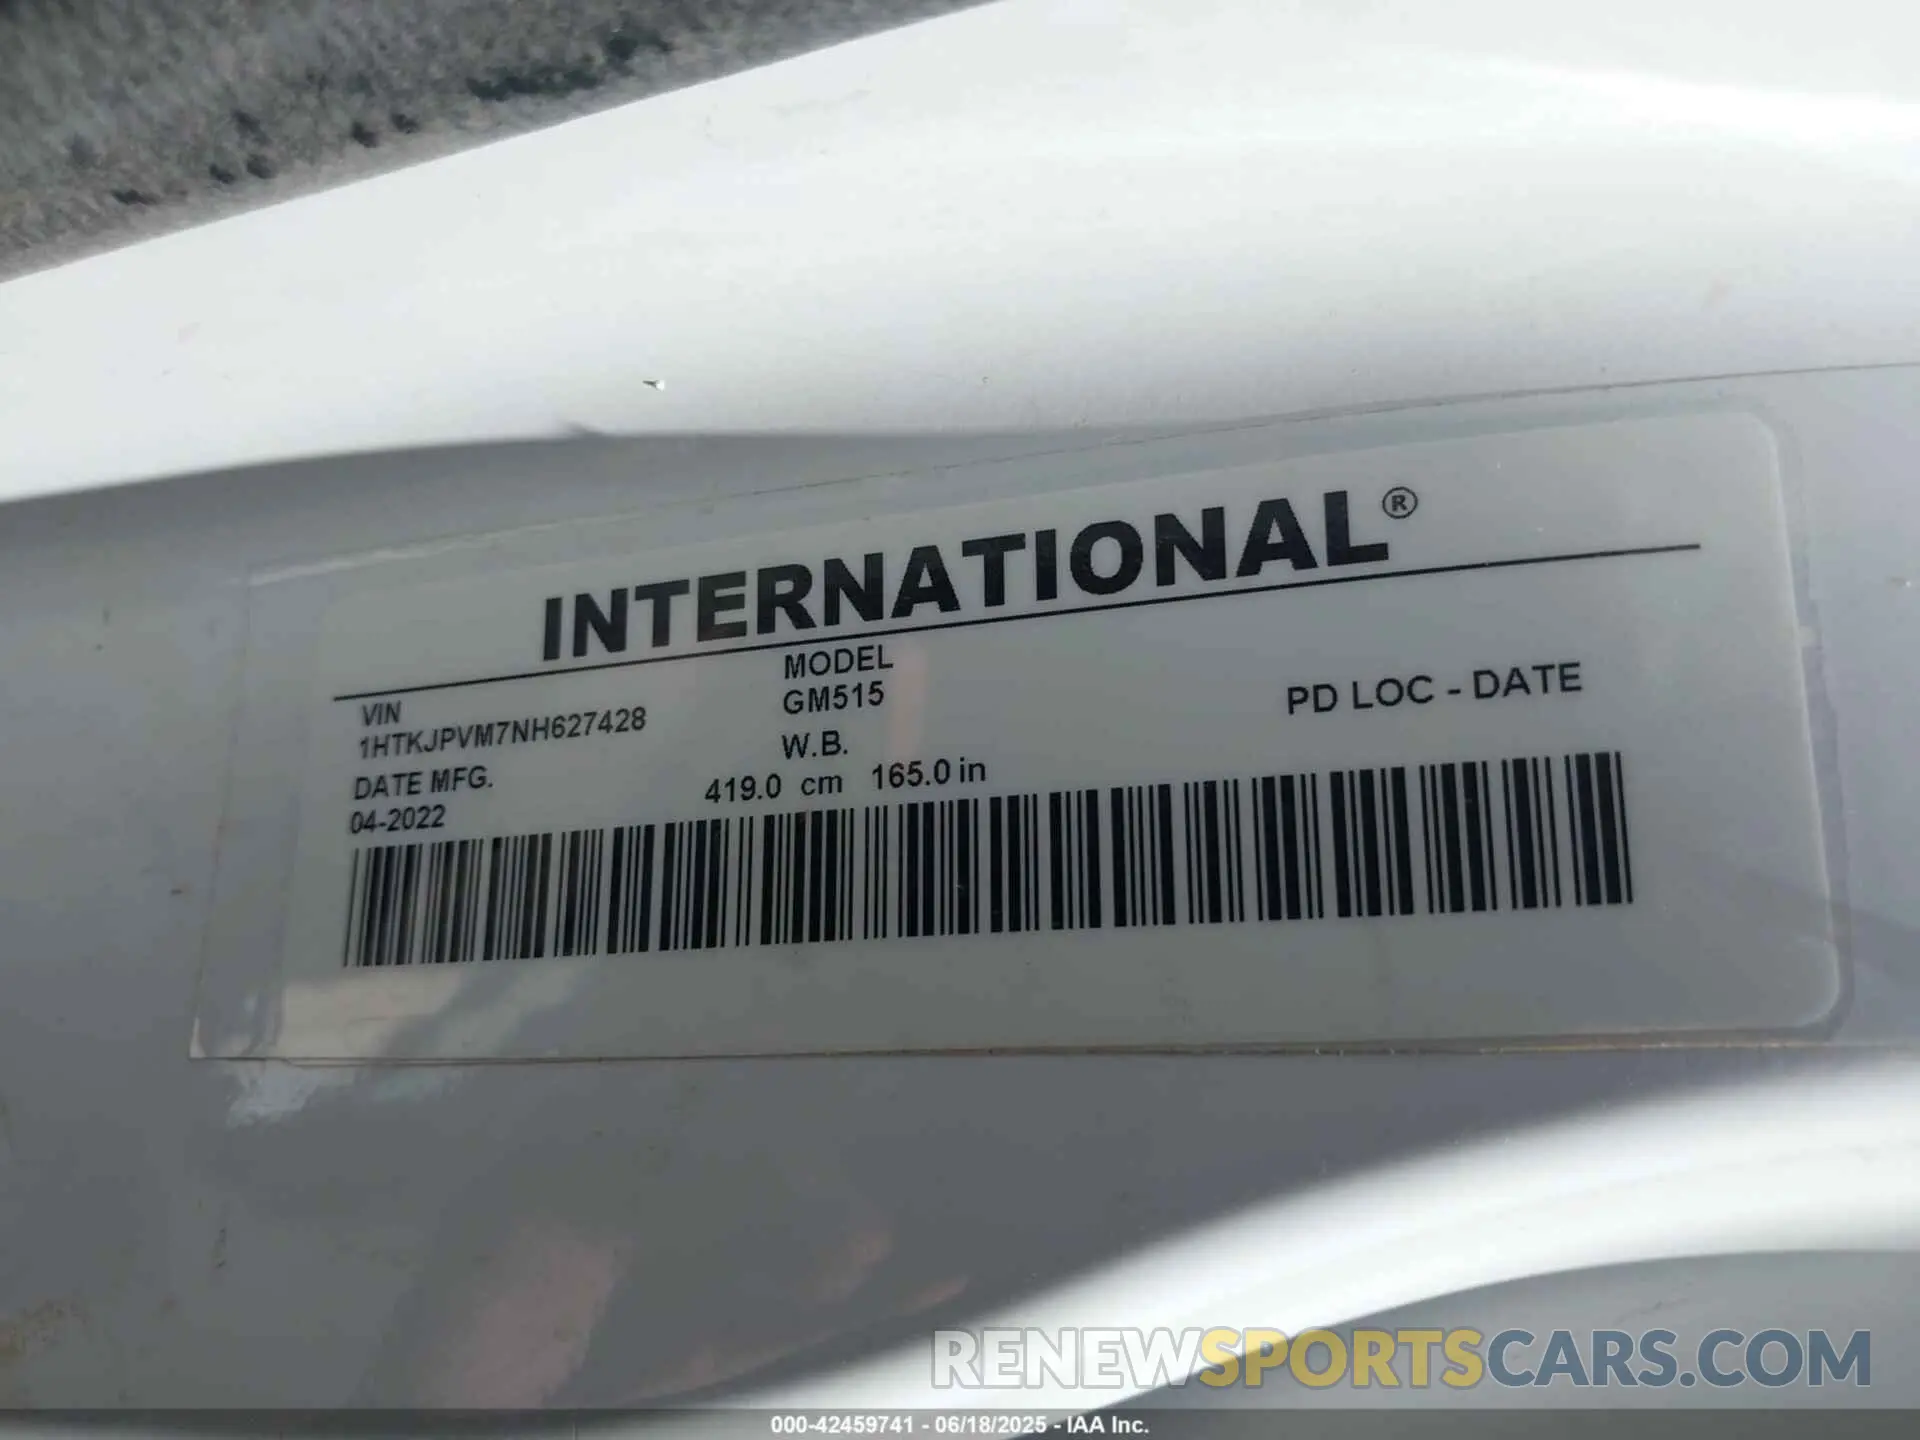 INTERNATIONAL®
VIN
1HTKJPVM7NH627428
MODEL
GM515
PD LOC - DATE
W.B.
DATE MFG.
419.0 cm 165.0 in
04-2022
RENEWSPORTSCARS.COM
000-42459741 - 06/18/2025 - IAA Inc.